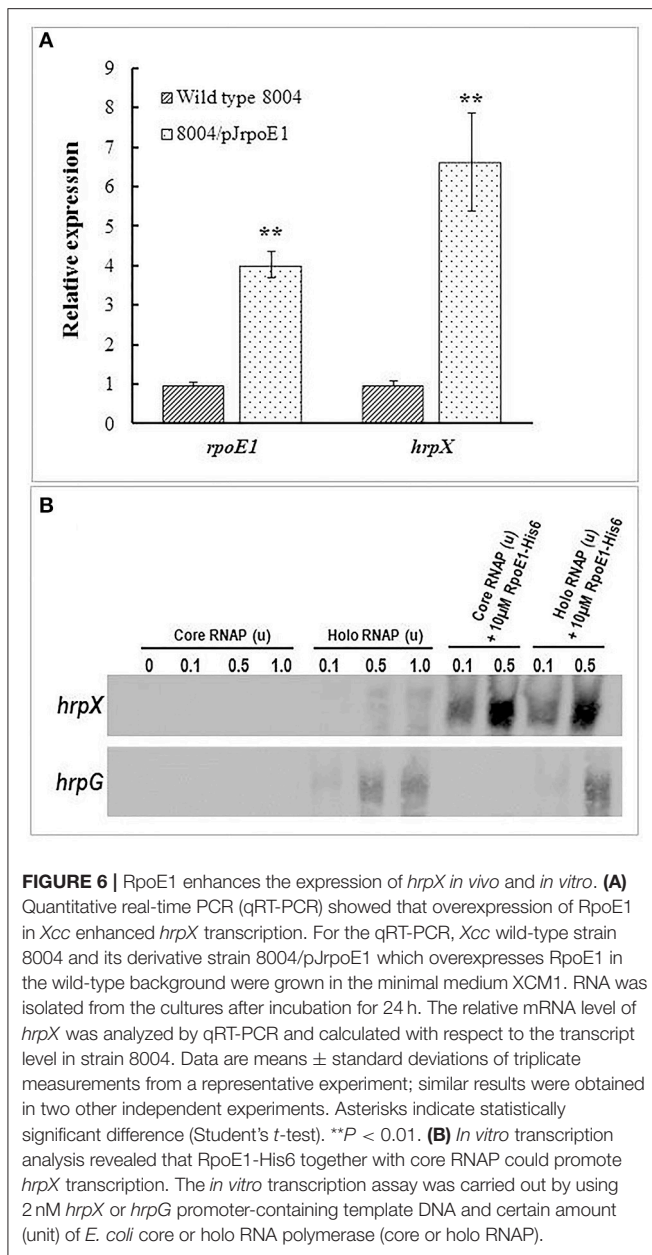 A
9
8
7
6
5
4
3
2
1
0
Relative expression
Wild type 8004
8004/pJrpoE1
**
**
rpoE1
hrpX
B
Core RNAP (u)
Holo RNAP (u)
Core RNAP (u)
+ 10µM RpoE1-His6
Holo RNAP (u)
+ 10µM RpoE1-His6
0 0.1 0.5 1.0 0.1 0.5 1.0 0.1 0.5 0.1 0.5
hrpX
hrpG
FIGURE 6 | RpoE1 enhances the expression of hrpX in vivo and in vitro. (A)
Quantitative real-time PCR (qRT-PCR) showed that overexpression of RpoE1
in Xcc enhanced hrpX transcription. For the qRT-PCR, Xcc wild-type strain
8004 and its derivative strain 8004/pJrpoE1 which overexpresses RpoE1 in
the wild-type background were grown in the minimal medium XCM1. RNA was
isolated from the cultures after incubation for 24 h. The relative mRNA level of
hrpX was analyzed by qRT-PCR and calculated with respect to the transcript
level in strain 8004. Data are means ± standard deviations of triplicate
measurements from a representative experiment; similar results were obtained
in two other independent experiments. Asterisks indicate statistically
significant difference (Student's t-test). **P < 0.01. (B) In vitro transcription
analysis revealed that RpoE1-His6 together with core RNAP could promote
hrpX transcription. The in vitro transcription assay was carried out by using
2 nM hrpX or hrpG promoter-containing template DNA and certain amount
(unit) of E. coli core or holo RNA polymerase (core or holo RNAP).